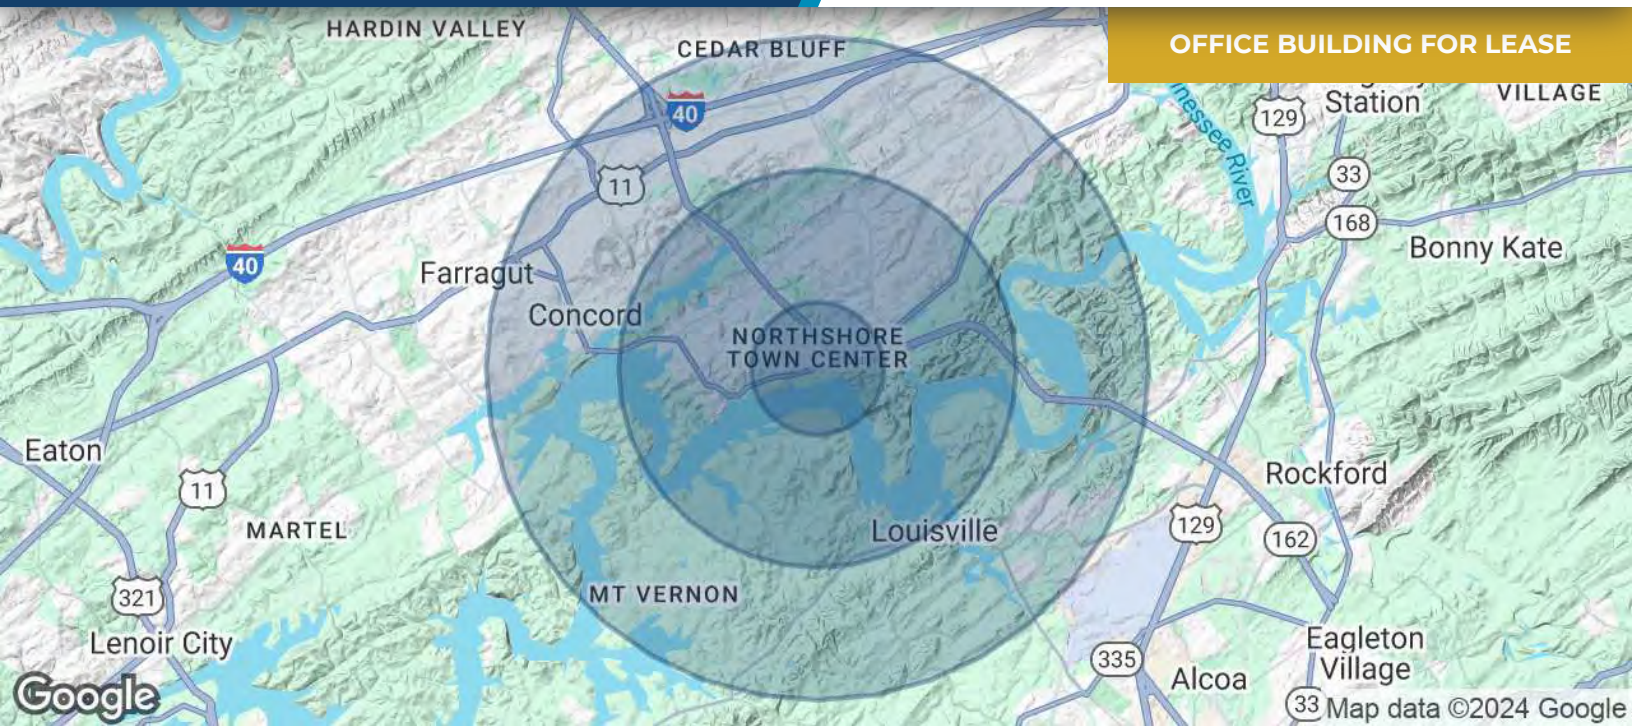 HARDIN VALLEY
CEDAR BLUFF
OFFICE BUILDING FOR LEASE
40
129
Station
VILLAGE
River
11
33
168
Bonny Kate
40
Farragut
Concord
NORTHSHORE
TOWN CENTER
Eaton
11
MARTEL
Louisville
Rockford
129
162
321
MT VERNON
Lenoir City
335
Alcoa
Eagleton
Village
33
Google
Map data ©2024 Google